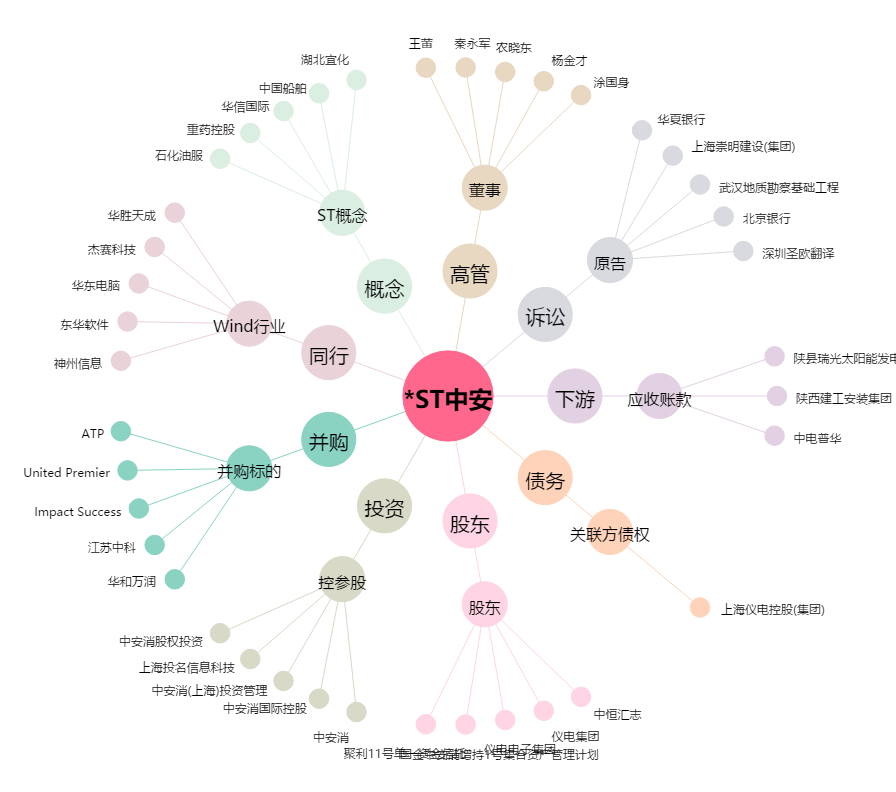 *ST中安
高管
董事
王蕾
秦永军
农晓东
杨金才
涂国身
诉讼
原告
华夏银行
上海崇明建设(集团)
武汉地质勘察基础工程
北京银行
深圳圣欧翻译
下游
应收账款
陕县瑞光太阳能发电
陕西建工安装集团
中电普华
债务
关联方债权
上海仪电控股(集团)
股东
股东
中恒汇志
仪电集团
仪电电子集团
投资
控参股
中安消
中安消国际控股
中安消(上海)投资管理
上海投名信息科技
中安消股权投资
并购
并购标的
华和万润
江苏中科
Impact Success
United Premier
ATP
同行
Wind行业
神州信息
东华软件
华东电脑
杰赛科技
华胜天成
概念
ST概念
石化油服
重药控股
华信国际
中国船舶
湖北宜化